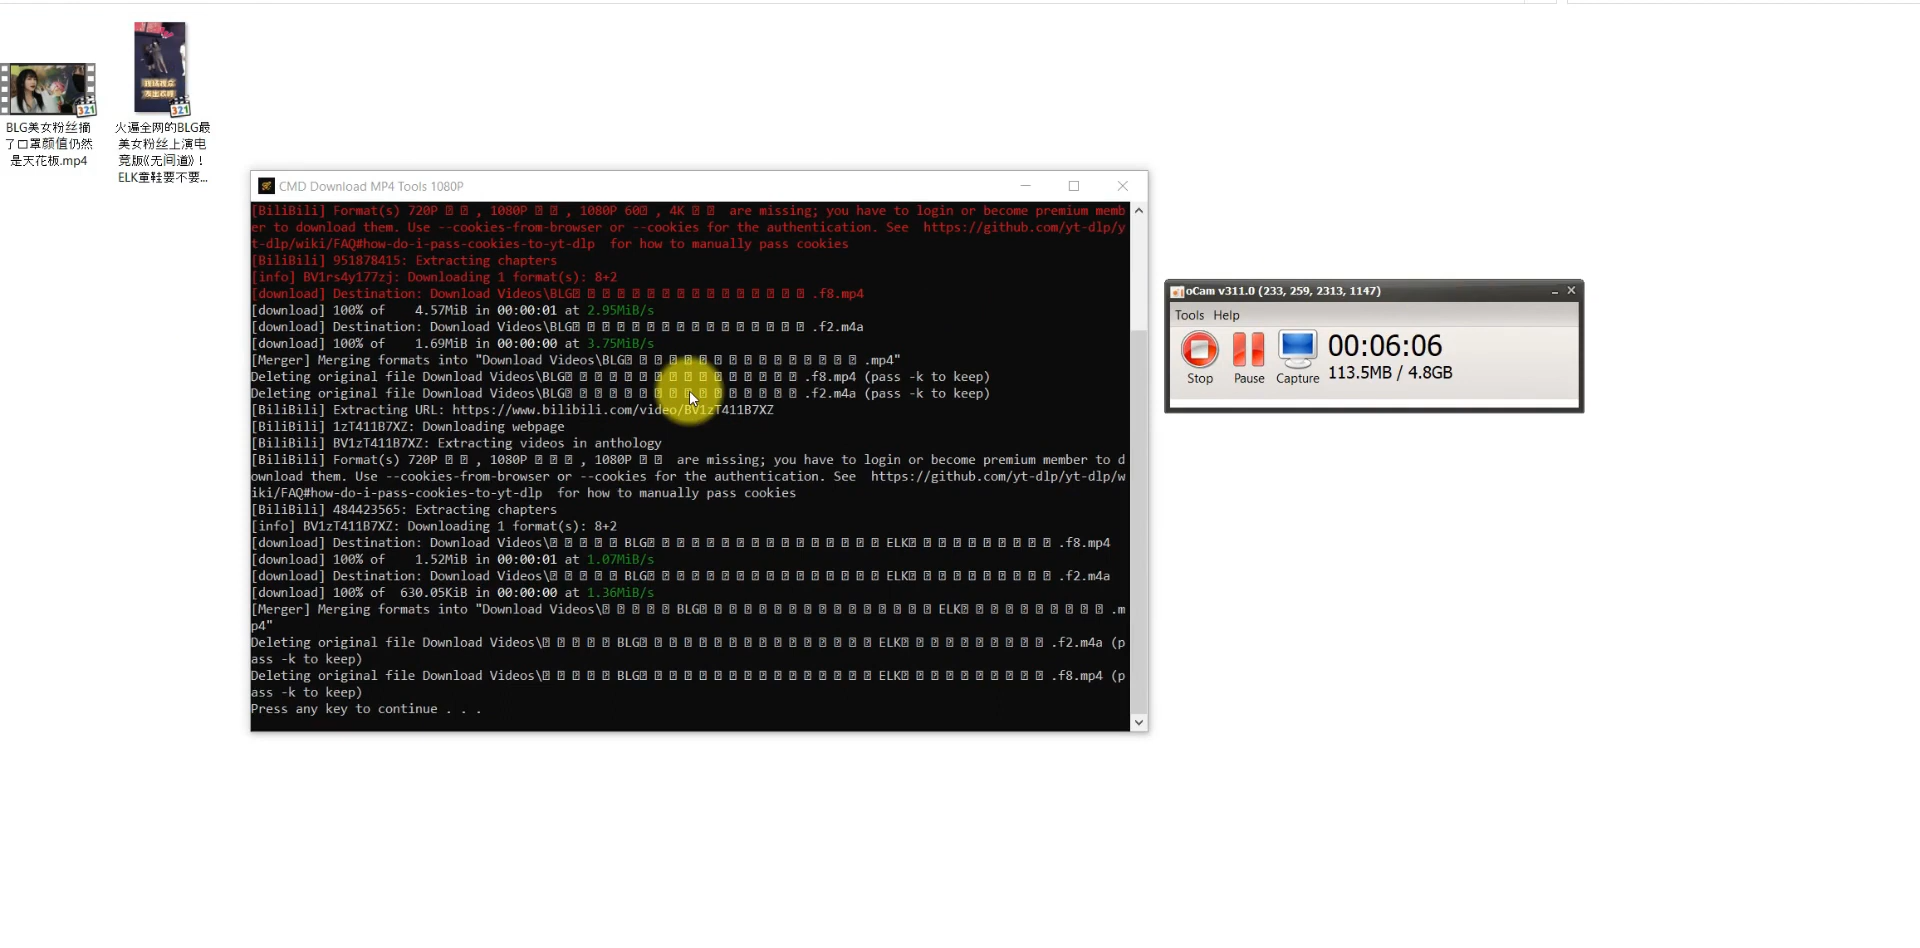 BLG美女粉丝摘
了口罩颜值仍然
是天花板.mp4
火逼全网的BLG最
美女粉丝上演电
竞版《无间道》！
ELK童鞋要不要...
CMD Download MP4 Tools 1080P
[BiliBili] Format(s) 720P , 1080P , 1080P 60 , 4K are missing; you have to login or become premium memb
er to download them. Use --cookies-from-browser or --cookies for the authentication. See https://github.com/yt-dlp/y
t-dlp/wiki/FAQ#how-do-i-pass-cookies-to-yt-dlp for how to manually pass cookies
[BiliBili] 951878415: Extracting chapters
[info] BV1rs4y177zj: Downloading 1 format(s): 8+2
[download] Destination: Download Videos\BLG .f8.mp4
[download] 100% of 4.57MiB in 00:00:01 at 2.95MiB/s
[download] Destination: Download Videos\BLG .f2.m4a
[download] 100% of 1.69MiB in 00:00:00 at 3.75MiB/s
[Merger] Merging formats into "Download Videos\BLG .mp4"
Deleting original file Download Videos\BLG .f8.mp4 (pass -k to keep)
Deleting original file Download Videos\BLG .f2.m4a (pass -k to keep)
[BiliBili] Extracting URL: https://www.bilibili.com/video/BV1zT411B7XZ
[BiliBili] 1zT411B7XZ: Downloading webpage
[BiliBili] BV1zT411B7XZ: Extracting videos in anthology
[BiliBili] Format(s) 720P , 1080P , 1080P are missing; you have to login or become premium member to d
ownload them. Use --cookies-from-browser or --cookies for the authentication. See https://github.com/yt-dlp/yt-dlp/w
iki/FAQ#how-do-i-pass-cookies-to-yt-dlp for how to manually pass cookies
[BiliBili] 484423565: Extracting chapters
[info] BV1zT411B7XZ: Downloading 1 format(s): 8+2
[download] Destination: Download Videos\ BLG ELK .f8.mp4
[download] 100% of 1.52MiB in 00:00:01 at 1.07MiB/s
[download] Destination: Download Videos\ BLG ELK .f2.m4a
[download] 100% of 630.05KiB in 00:00:00 at 1.36MiB/s
[Merger] Merging formats into "Download Videos\ BLG ELK .m
p4"
Deleting original file Download Videos\ BLG ELK .f2.m4a (p
ass -k to keep)
Deleting original file Download Videos\ BLG ELK .f8.mp4 (p
ass -k to keep)
Press any key to continue . . .
oCam v311.0 (233, 259, 2313, 1147)
Tools Help
00:06:06
113.5MB / 4.8GB
Stop Pause Capture